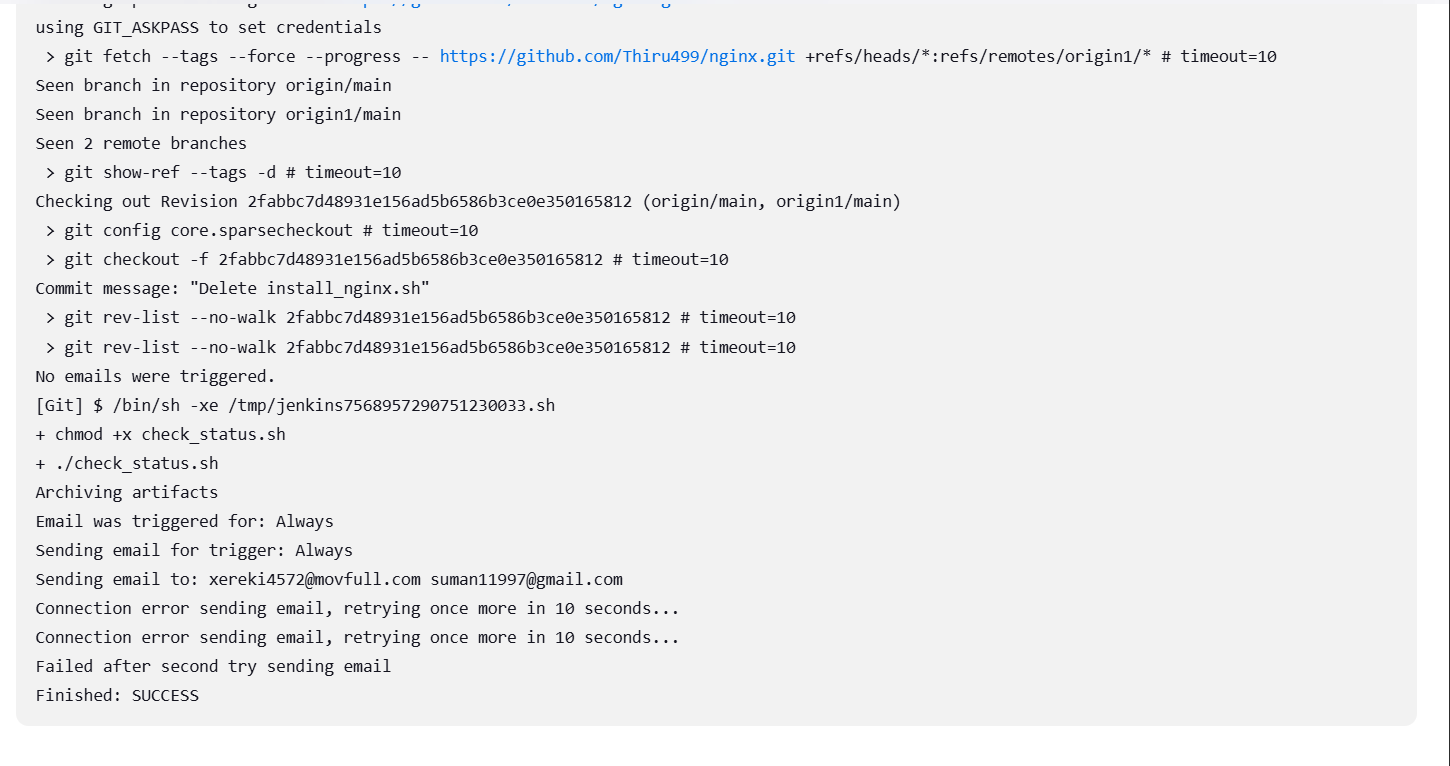 using GIT_ASKPASS to set credentials
> git fetch --tags --force --progress -- https://github.com/Thiru499/nginx.git +refs/heads/*:refs/remotes/origin1/* # timeout=10
Seen branch in repository origin/main
Seen branch in repository origin1/main
Seen 2 remote branches
> git show-ref --tags -d # timeout=10
Checking out Revision 2fabbc7d48931e156ad5b6586b3ce0e350165812 (origin/main, origin1/main)
> git config core.sparsecheckout # timeout=10
> git checkout -f 2fabbc7d48931e156ad5b6586b3ce0e350165812 # timeout=10
Commit message: "Delete install_nginx.sh"
> git rev-list --no-walk 2fabbc7d48931e156ad5b6586b3ce0e350165812 # timeout=10
> git rev-list --no-walk 2fabbc7d48931e156ad5b6586b3ce0e350165812 # timeout=10
No emails were triggered.
[Git] $ /bin/sh -xe /tmp/jenkins7568957290751230033.sh
+ chmod +x check_status.sh
+ ./check_status.sh
Archiving artifacts
Email was triggered for: Always
Sending email for trigger: Always
Sending email to: xereki4572@movfull.com suman11997@gmail.com
Connection error sending email, retrying once more in 10 seconds...
Connection error sending email, retrying once more in 10 seconds...
Failed after second try sending email
Finished: SUCCESS